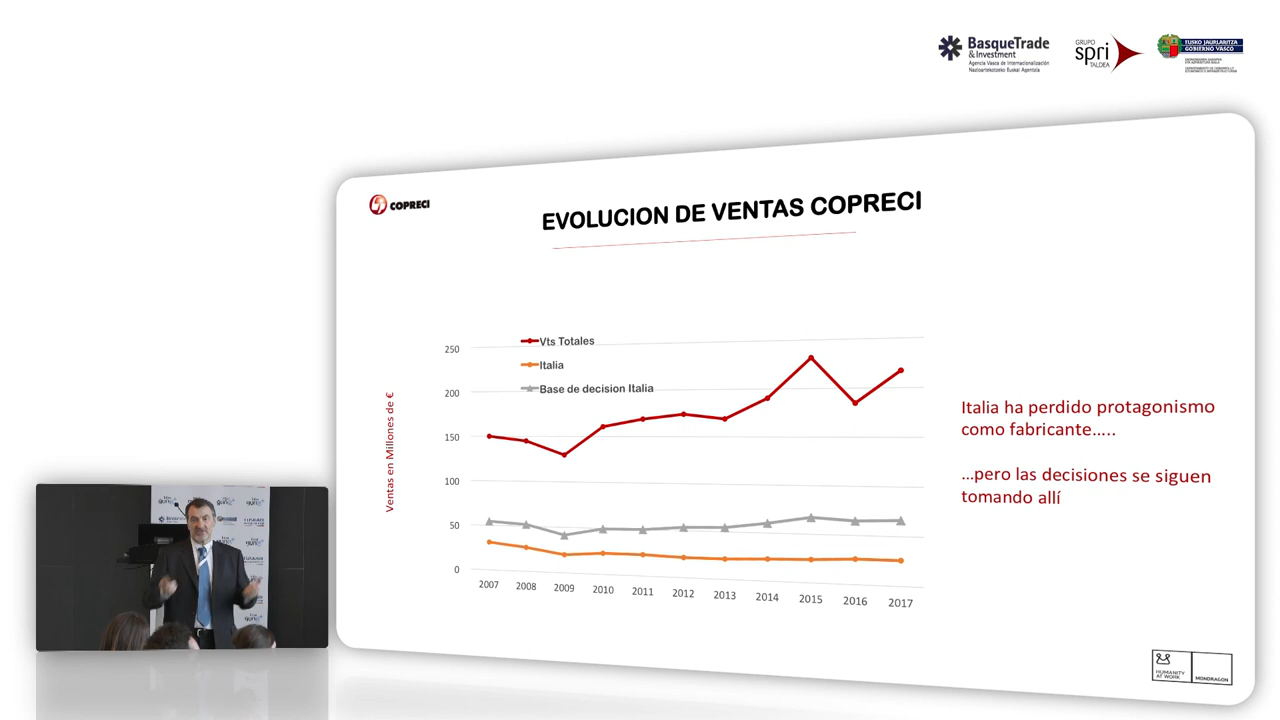 BasqueTrade
& Investment
Agencia Vasca de Internacionalización
Nazioartekotzeko Euskal Agentzia
GRUPO
spri
TALDEA
EUSKO JAURLARITZA
GOBIERNO VASCO
COPRECI
EVOLUCION DE VENTAS COPRECI
Ventas en Millones de €
250
200
150
100
50
0
Vts Totales
Italia
Base de decision Italia
2007 2008 2009 2010 2011 2012 2013 2014 2015 2016 2017
Italia ha perdido protagonismo
como fabricante…..
…pero las decisiones se siguen
tomando allí
HUMANITY
AT WORK
MONDRAGON